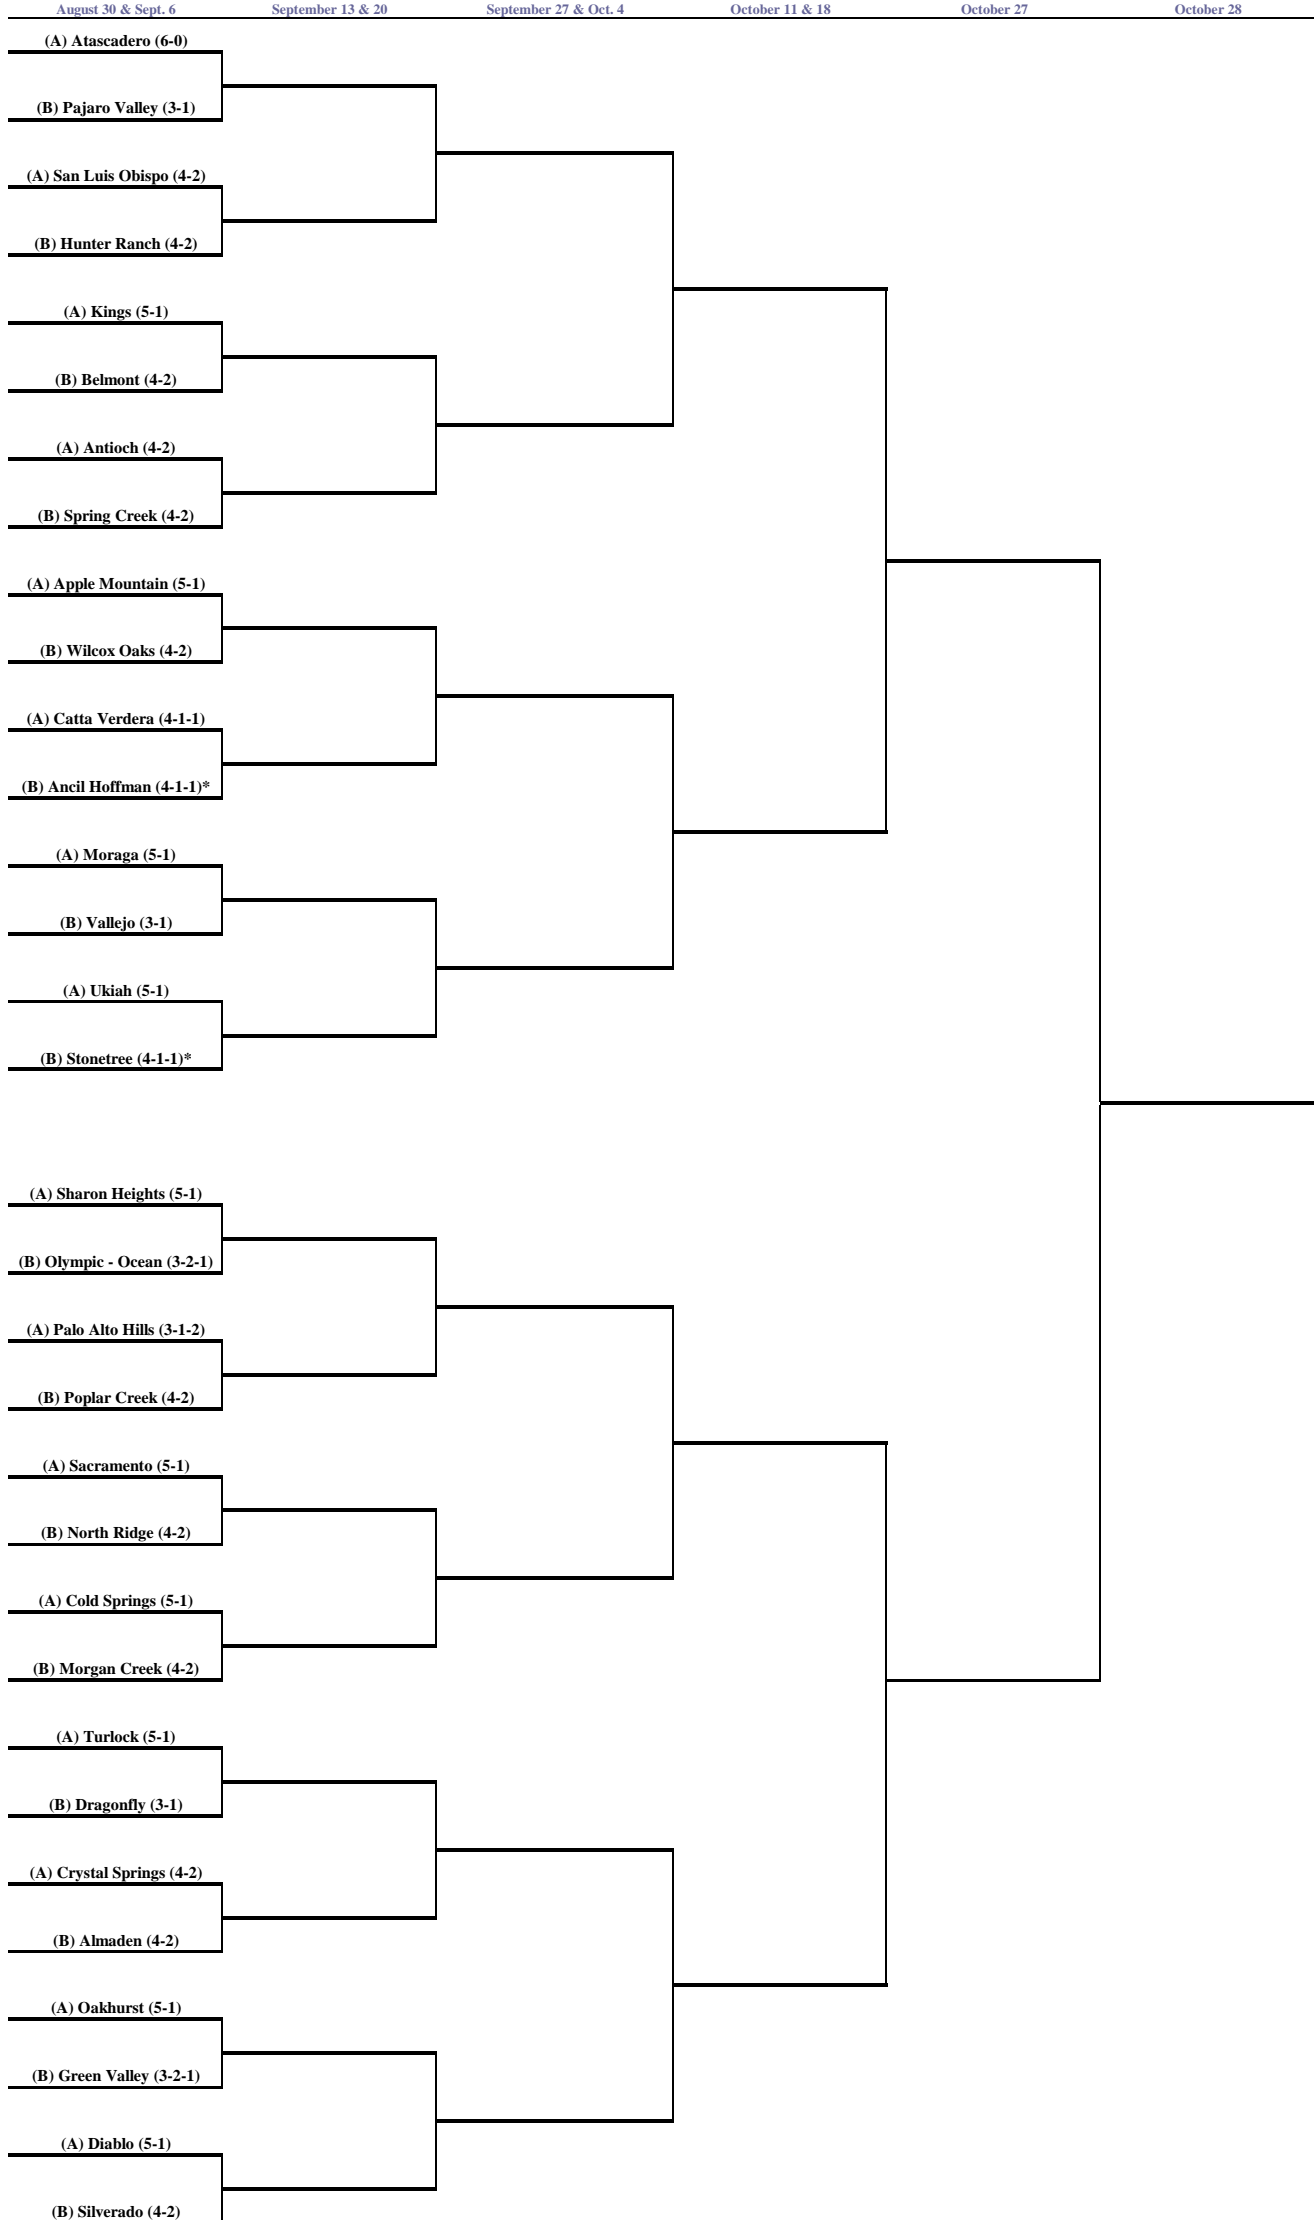 August 30 & Sept. 6 September 13 & 20 September 27 & Oct. 4 October 11 & 18 October 27 October 28
(A) Atascadero (6-0)
(B) Pajaro Valley (3-1)
(A) San Luis Obispo (4-2)
(B) Hunter Ranch (4-2)
(A) Kings (5-1)
(B) Belmont (4-2)
(A) Antioch (4-2)
(B) Spring Creek (4-2)
(A) Apple Mountain (5-1)
(B) Wilcox Oaks (4-2)
(A) Catta Verdera (4-1-1)
(B) Ancil Hoffman (4-1-1)*
(A) Moraga (5-1)
(B) Vallejo (3-1)
(A) Ukiah (5-1)
(B) Stonetree (4-1-1)*
(A) Sharon Heights (5-1)
(B) Olympic - Ocean (3-2-1)
(A) Palo Alto Hills (3-1-2)
(B) Poplar Creek (4-2)
(A) Sacramento (5-1)
(B) North Ridge (4-2)
(A) Cold Springs (5-1)
(B) Morgan Creek (4-2)
(A) Turlock (5-1)
(B) Dragonfly (3-1)
(A) Crystal Springs (4-2)
(B) Almaden (4-2)
(A) Oakhurst (5-1)
(B) Green Valley (3-2-1)
(A) Diablo (5-1)
(B) Silverado (4-2)